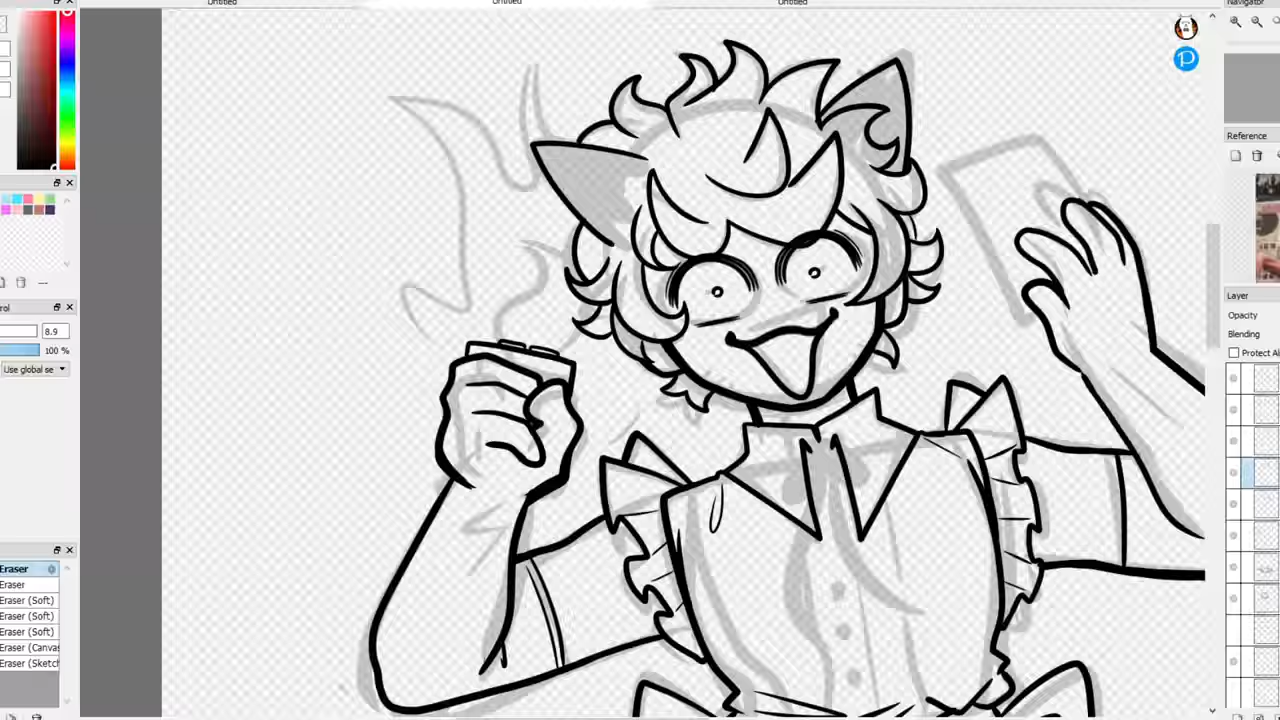 Untitled
Untitled
Untitled
Navigator
Reference
rol
8.9
100 %
Use global se
Layer
Opacity
Blending
Protect Al
Eraser
Eraser
Eraser (Soft)
Eraser (Soft)
Eraser (Soft)
Eraser (Canvas
Eraser (Sketch